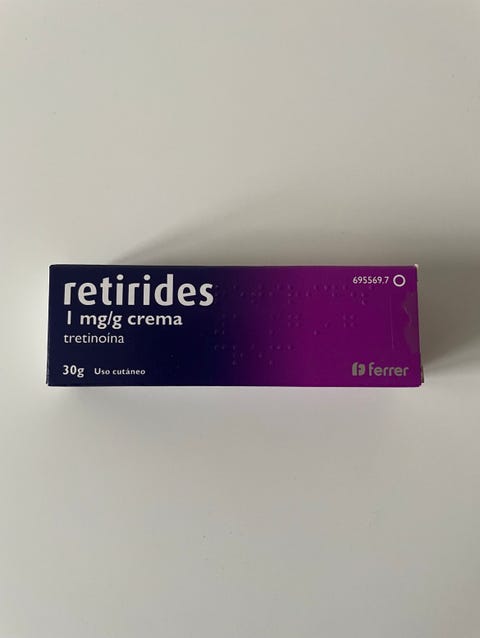 695569.7
retirides
1 mg/g crema
tretinoína
30g Uso cutáneo
ferrer